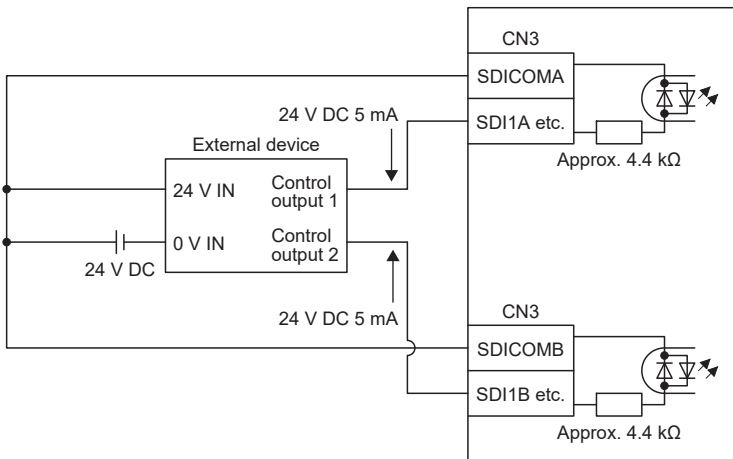 CN3
SDICOMA
24 V DC 5 mA
SDI1A etc.
External device
Approx. 4.4 kΩ
24 V IN
Control
output 1
0 V IN
Control
output 2
24 V DC
24 V DC 5 mA
CN3
SDICOMB
SDI1B etc.
Approx. 4.4 kΩ